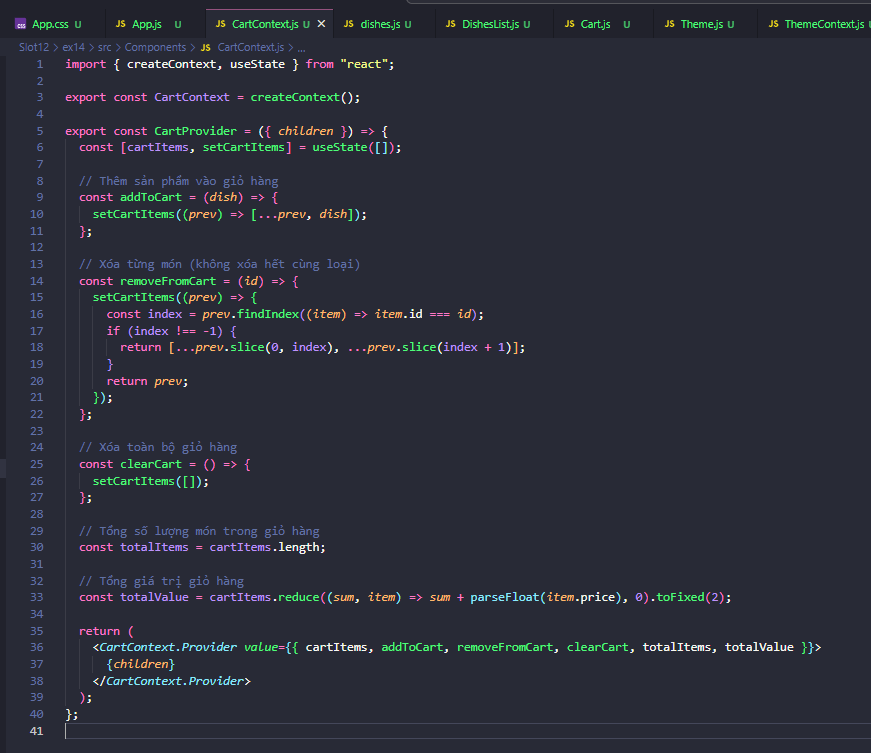 css App.css U JS App.js U JS CartContext.js U × JS dishes.js U JS DishesList.js U JS Cart.js U JS Theme.js U JS ThemeContext.js
Slot12 > ex14 > src > Components > JS CartContext.js > ...
1 import { createContext, useState } from "react";
2
3 export const CartContext = createContext();
4
5 export const CartProvider = ({ children }) => {
6   const [cartItems, setCartItems] = useState([]);
7
8   // Thêm sản phẩm vào giỏ hàng
9   const addToCart = (dish) => {
10     setCartItems((prev) => [...prev, dish]);
11   };
12
13   // Xóa từng món (không xóa hết cùng loại)
14   const removeFromCart = (id) => {
15     setCartItems((prev) => {
16       const index = prev.findIndex((item) => item.id === id);
17       if (index !== -1) {
18         return [...prev.slice(0, index), ...prev.slice(index + 1)];
19       }
20       return prev;
21     });
22   };
23
24   // Xóa toàn bộ giỏ hàng
25   const clearCart = () => {
26     setCartItems([]);
27   };
28
29   // Tổng số lượng món trong giỏ hàng
30   const totalItems = cartItems.length;
31
32   // Tổng giá trị giỏ hàng
33   const totalValue = cartItems.reduce((sum, item) => sum + parseFloat(item.price), 0).toFixed(2);
34
35   return (
36     <CartContext.Provider value={{ cartItems, addToCart, removeFromCart, clearCart, totalItems, totalValue }}>
37       {children}
38     </CartContext.Provider>
39   );
40 };
41